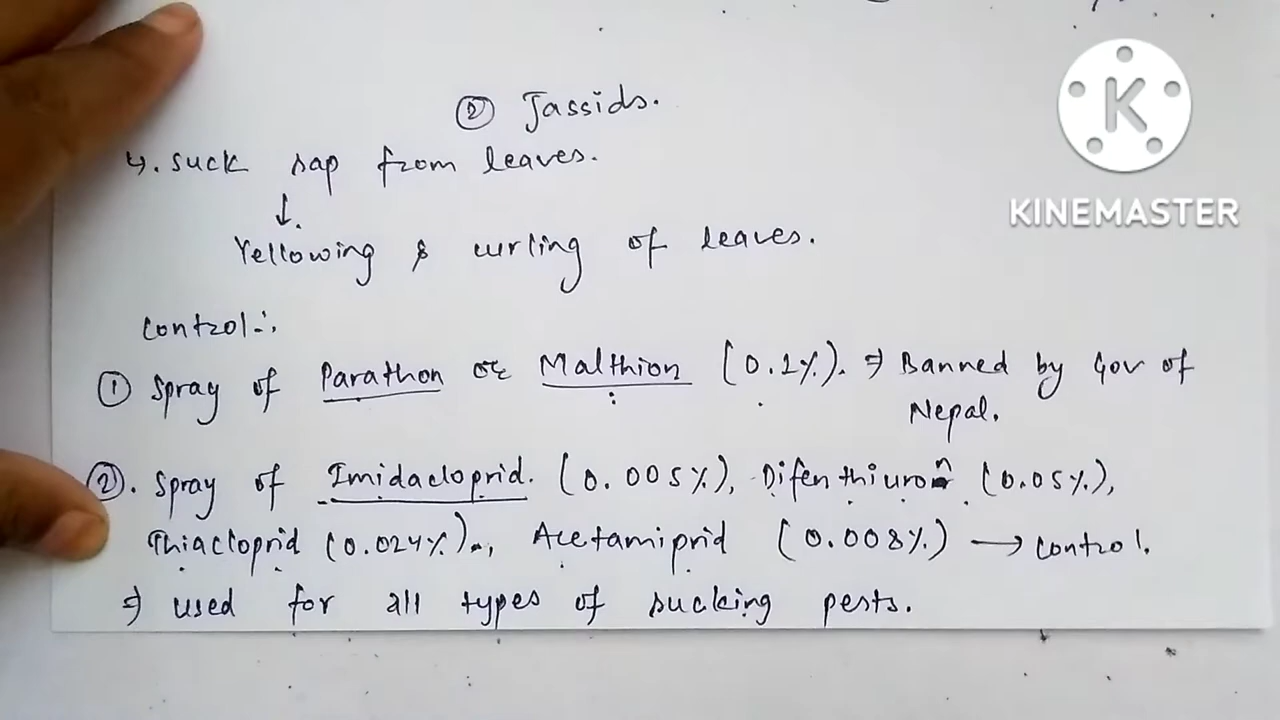 ② Jassids.
↳. suck sap from leaves.
↓.
Yellowing & curling of leaves.
Control:-
① Spray of Parathon or Malthion (0.2%). ⇒ Banned by Gov of
Nepal.
②. Spray of Imidacloprid. (0.005%), Difenthiuron (0.05%),
Thiacloprid (0.024%)., Acetamiprid (0.008%) → control.
⇒ used for all types of sucking pests.
K
KINEMASTER